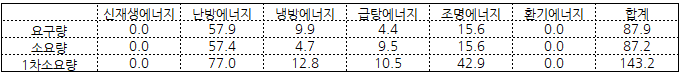 신재생에너지 난방에너지 냉방에너지 급탕에너지 조명에너지 환기에너지 합계
요구량 0.0 57.9 9.9 4.4 15.6 0.0 87.9
소요량 0.0 57.4 4.7 9.5 15.6 0.0 87.2
1차소요량 0.0 77.0 12.8 10.5 42.9 0.0 143.2